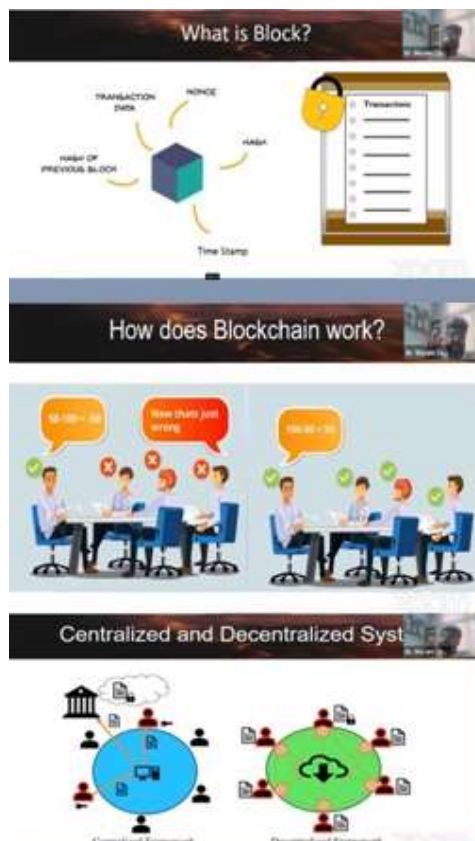 What is Block?
NONCE
TRANSACTION
DATA
HASH
HASH OF
PREVIOUS BLOCK
Time Stamp
Transactions
How does Blockchain work?
Now thats just
wrong
Centralized and Decentralized Syst